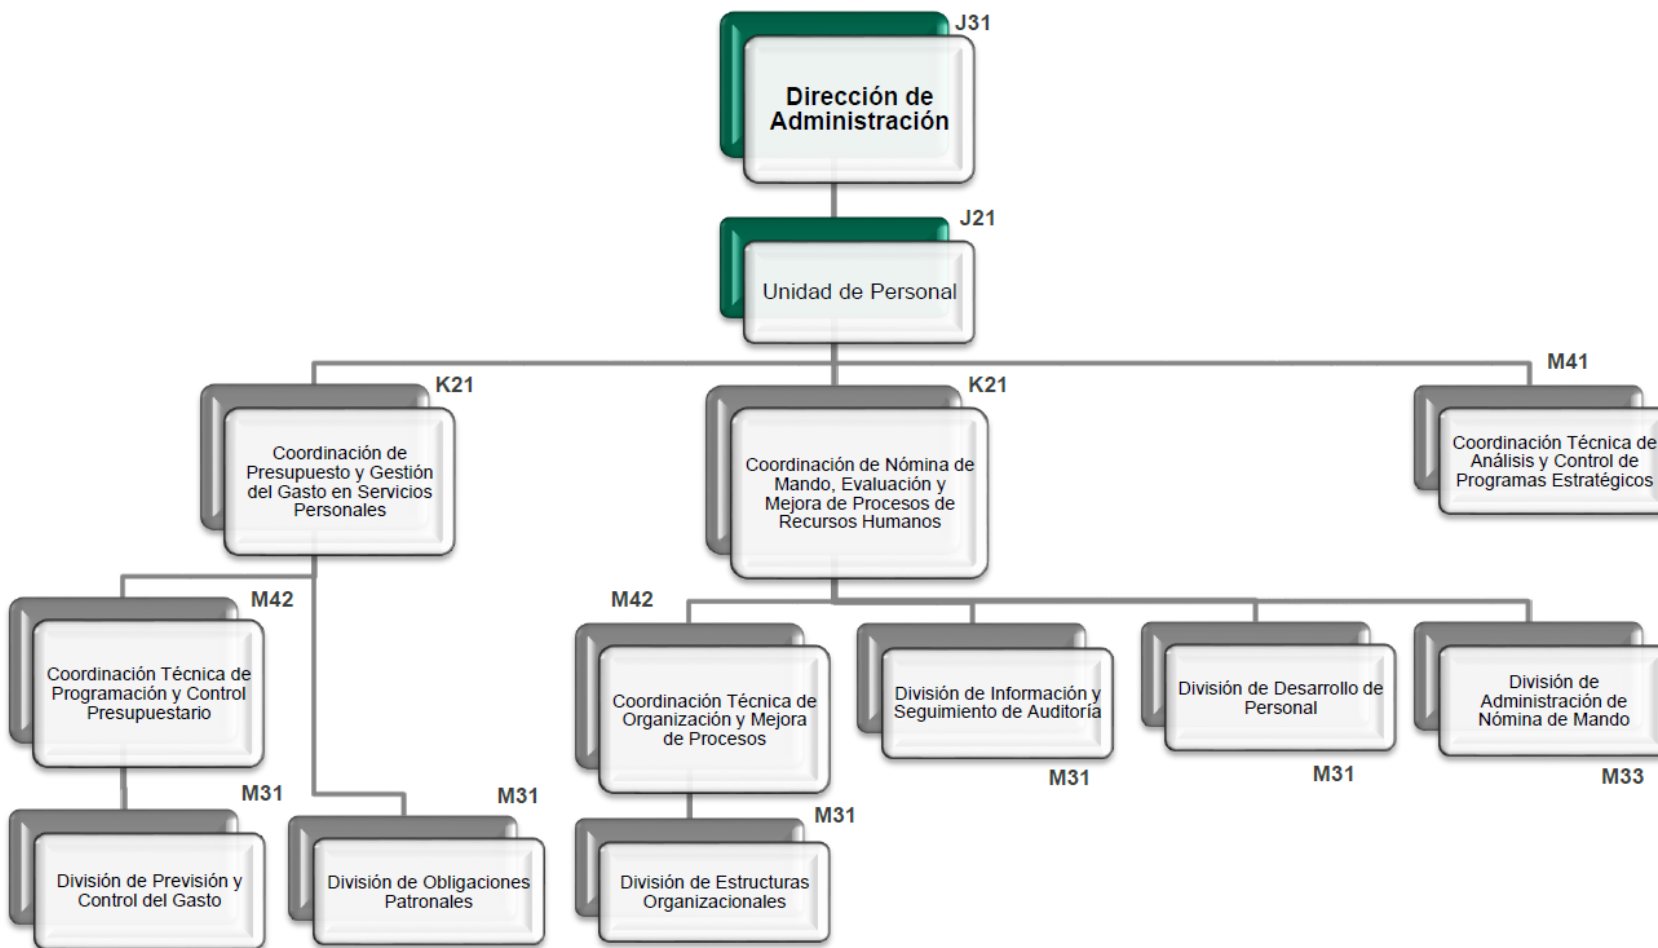 J31
Dirección de
Administración
J21
Unidad de Personal
K21
Coordinación de
Presupuesto y Gestión
del Gasto en Servicios
Personales
K21
Coordinación de Nómina de
Mando, Evaluación y
Mejora de Procesos de
Recursos Humanos
M41
Coordinación Técnica de
Análisis y Control de
Programas Estratégicos
M42
Coordinación Técnica de
Programación y Control
Presupuestario
M42
Coordinación Técnica de
Organización y Mejora
de Procesos
División de Información y
Seguimiento de Auditoría
M31
División de Desarrollo de
Personal
M31
División de
Administración de
Nómina de Mando
M33
M31
División de Previsión y
Control del Gasto
M31
División de Obligaciones
Patronales
M31
División de Estructuras
Organizacionales